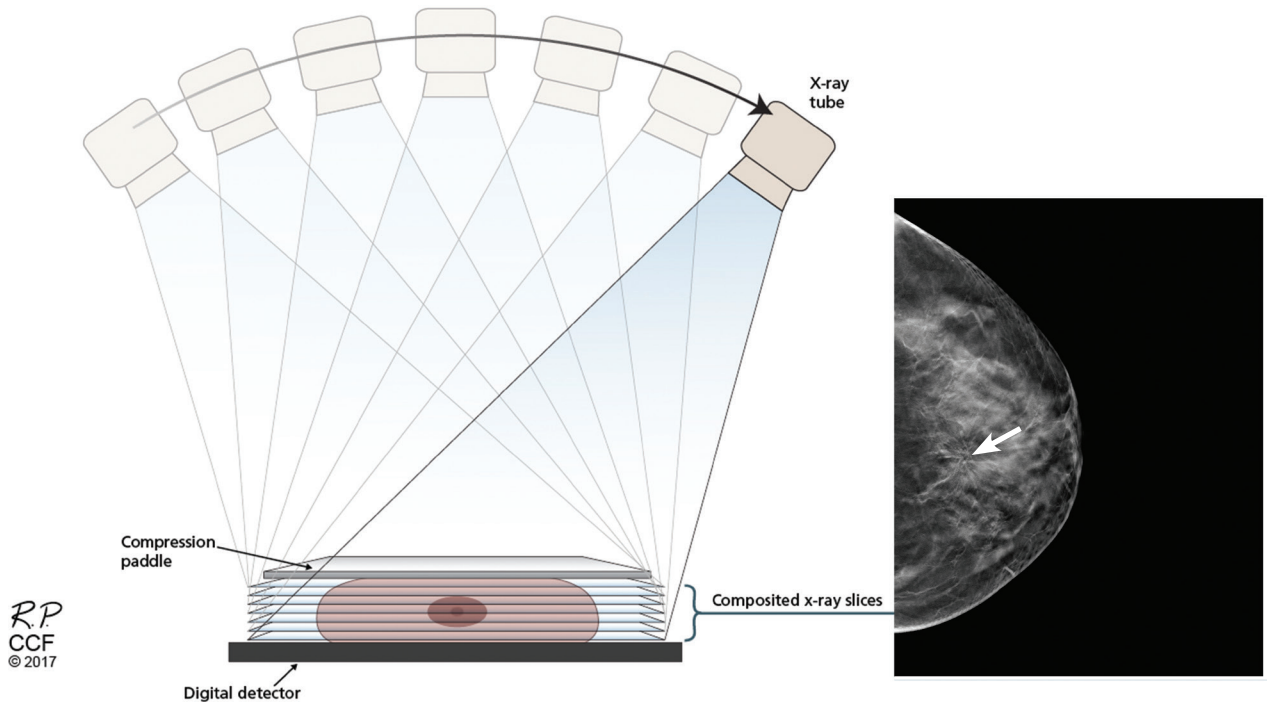 X-ray
tube
Compression
paddle
Composited x-ray slices
R.P
CCF
© 2017
Digital detector